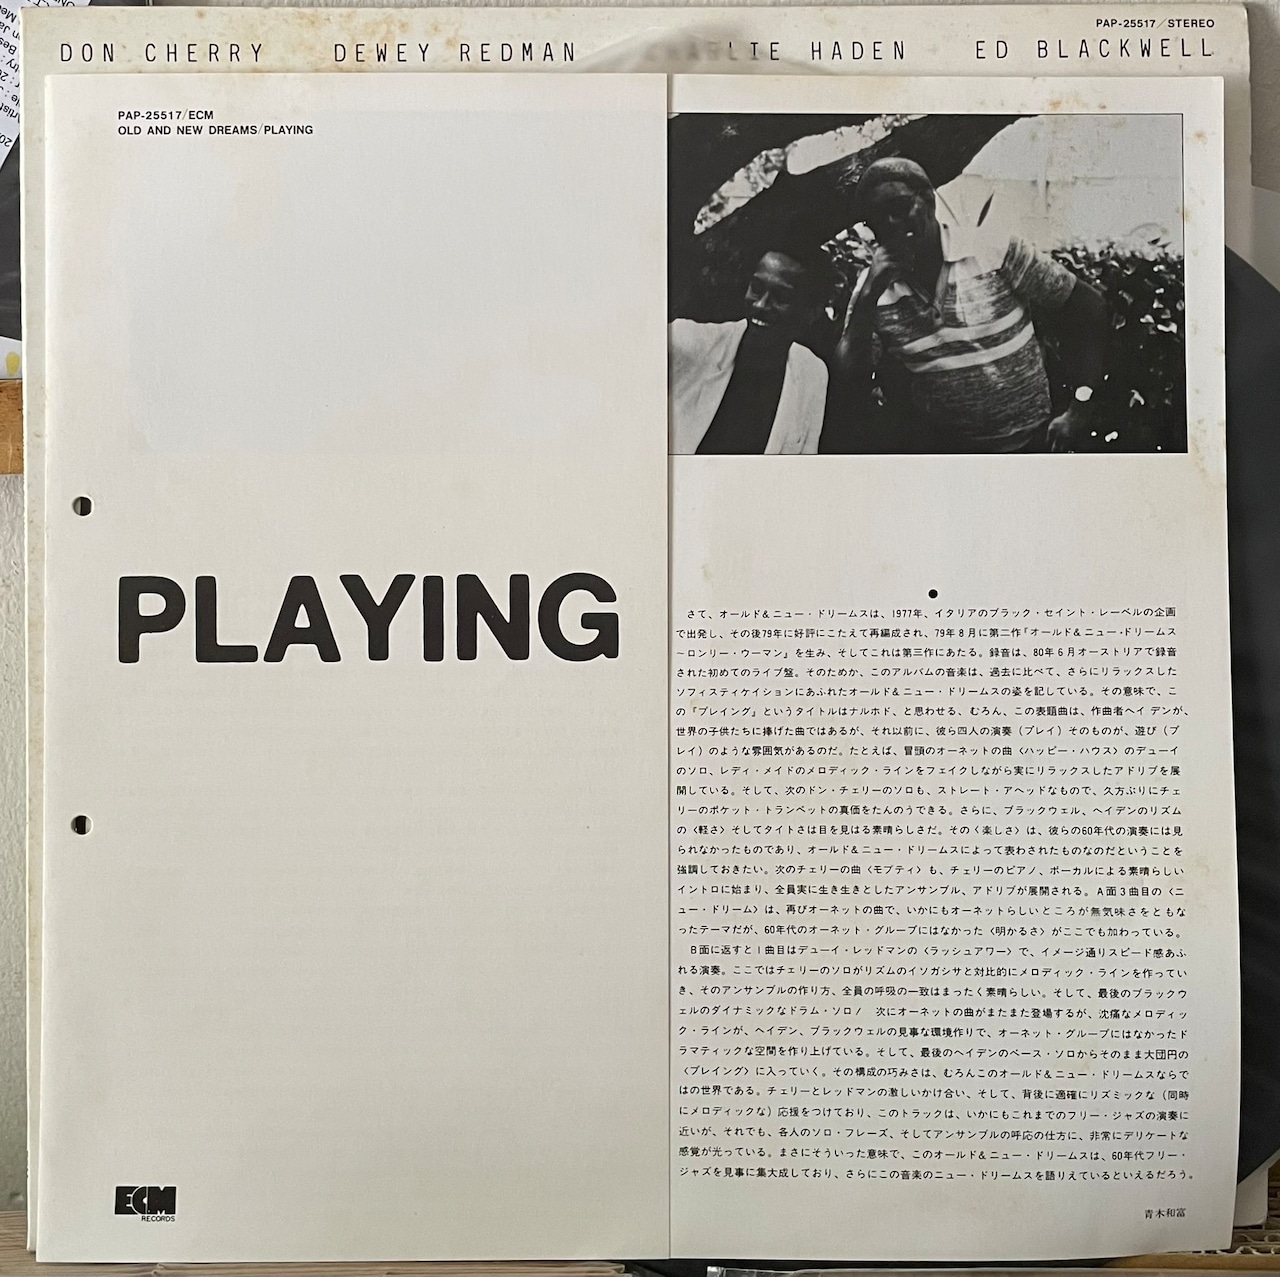 PAP-25517/STEREO
DON CHERRY DEWEY REDMAN CHARLIE HADEN ED BLACKWELL
PAP-25517/ECM
OLD AND NEW DREAMS/PLAYING
PLAYING
ECM
RECORDS
●
さて、オールド&ニュー・ドリームスは、1977年、イタリアのブラック・セイント・レーベルの企画
で出発し、その後79年に好評にこたえて再編成され、79年8月に第二作『オールド&ニュー・ドリームス
〜ロンリー・ウーマン』を生み、そしてこれは第三作にあたる。録音は、80年6月オーストリアで録音
された初めてのライブ盤。そのためか、このアルバムの音楽は、過去に比べて、さらにリラックスした
ソフィスティケイションにあふれたオールド&ニュー・ドリームスの姿を記している。その意味で、こ
の『プレイング』というタイトルはナルホド、と思わせる、むろん、この表題曲は、作曲者ヘイデンが、
世界の子供たちに捧げた曲ではあるが、それ以前に、彼ら四人の演奏（プレイ）そのものが、遊び（プ
レイ）のような雰囲気があるのだ。たとえば、冒頭のオーネットの曲〈ハッピー・ハウス〉のデューイ
のソロ、レディ・メイドのメロディック・ラインをフェイクしながら実にリラックスしたアドリブを展
開している。そして、次のドン・チェリーのソロも、ストレート・アヘッドなもので、久方ぶりにチェ
リーのポケット・トランペットの真価をたんのうできる。さらに、ブラックウェル、ヘイデンのリズム
の〈軽さ〉そしてタイトさは目を見はる素晴らしさだ。その〈楽しさ〉は、彼らの60年代の演奏には見
られなかったものであり、オールド&ニュー・ドリームスによって表わされたものなのだということを
強調しておきたい。次のチェリーの曲〈モプティ〉も、チェリーのピアノ、ボーカルによる素晴らしい
イントロに始まり、全員実に生き生きとしたアンサンブル、アドリブが展開される。A面3曲目の〈ニ
ュー・ドリーム〉は、再びオーネットの曲で、いかにもオーネットらしいところが無気味さをともな
ったテーマだが、60年代のオーネット・グループにはなかった〈明かるさ〉がここでも加わっている。
B面に返すと1曲目はデューイ・レッドマンの〈ラッシュアワー〉で、イメージ通りスピード感あふ
れる演奏。ここではチェリーのソロがリズムのイソガシサと対比的にメロディック・ラインを作ってい
き、そのアンサンブルの作り方、全員の呼吸の一致はまったく素晴らしい。そして、最後のブラックウ
ェルのダイナミックなドラム・ソロ! 次にオーネットの曲がまたまた登場するが、沈痛なメロディッ
ク・ラインが、ヘイデン、ブラックウェルの見事な環境作りで、オーネット・グループにはなかったド
ラマティックな空間を作り上げている。そして、最後のヘイデンのベース・ソロからそのまま大団円の
〈プレイング〉に入っていく。その構成の巧みさは、むろんこのオールド&ニュー・ドリームスならで
はの世界である。チェリーとレッドマンの激しいかけ合い、そして、背後に適確にリズミックな（同時
にメロディックな）応援をつけており、このトラックは、いかにもこれまでのフリー・ジャズの演奏に
近いが、それでも、各人のソロ・フレーズ、そしてアンサンブルの呼応の仕方に、非常にデリケートな
感覚が光っている。まさにそういった意味で、このオールド&ニュー・ドリームスは、60年代フリー・
ジャズを見事に集大成しており、さらにこの音楽のニュー・ドリームスを語りえているといえるだろう。
青木和富